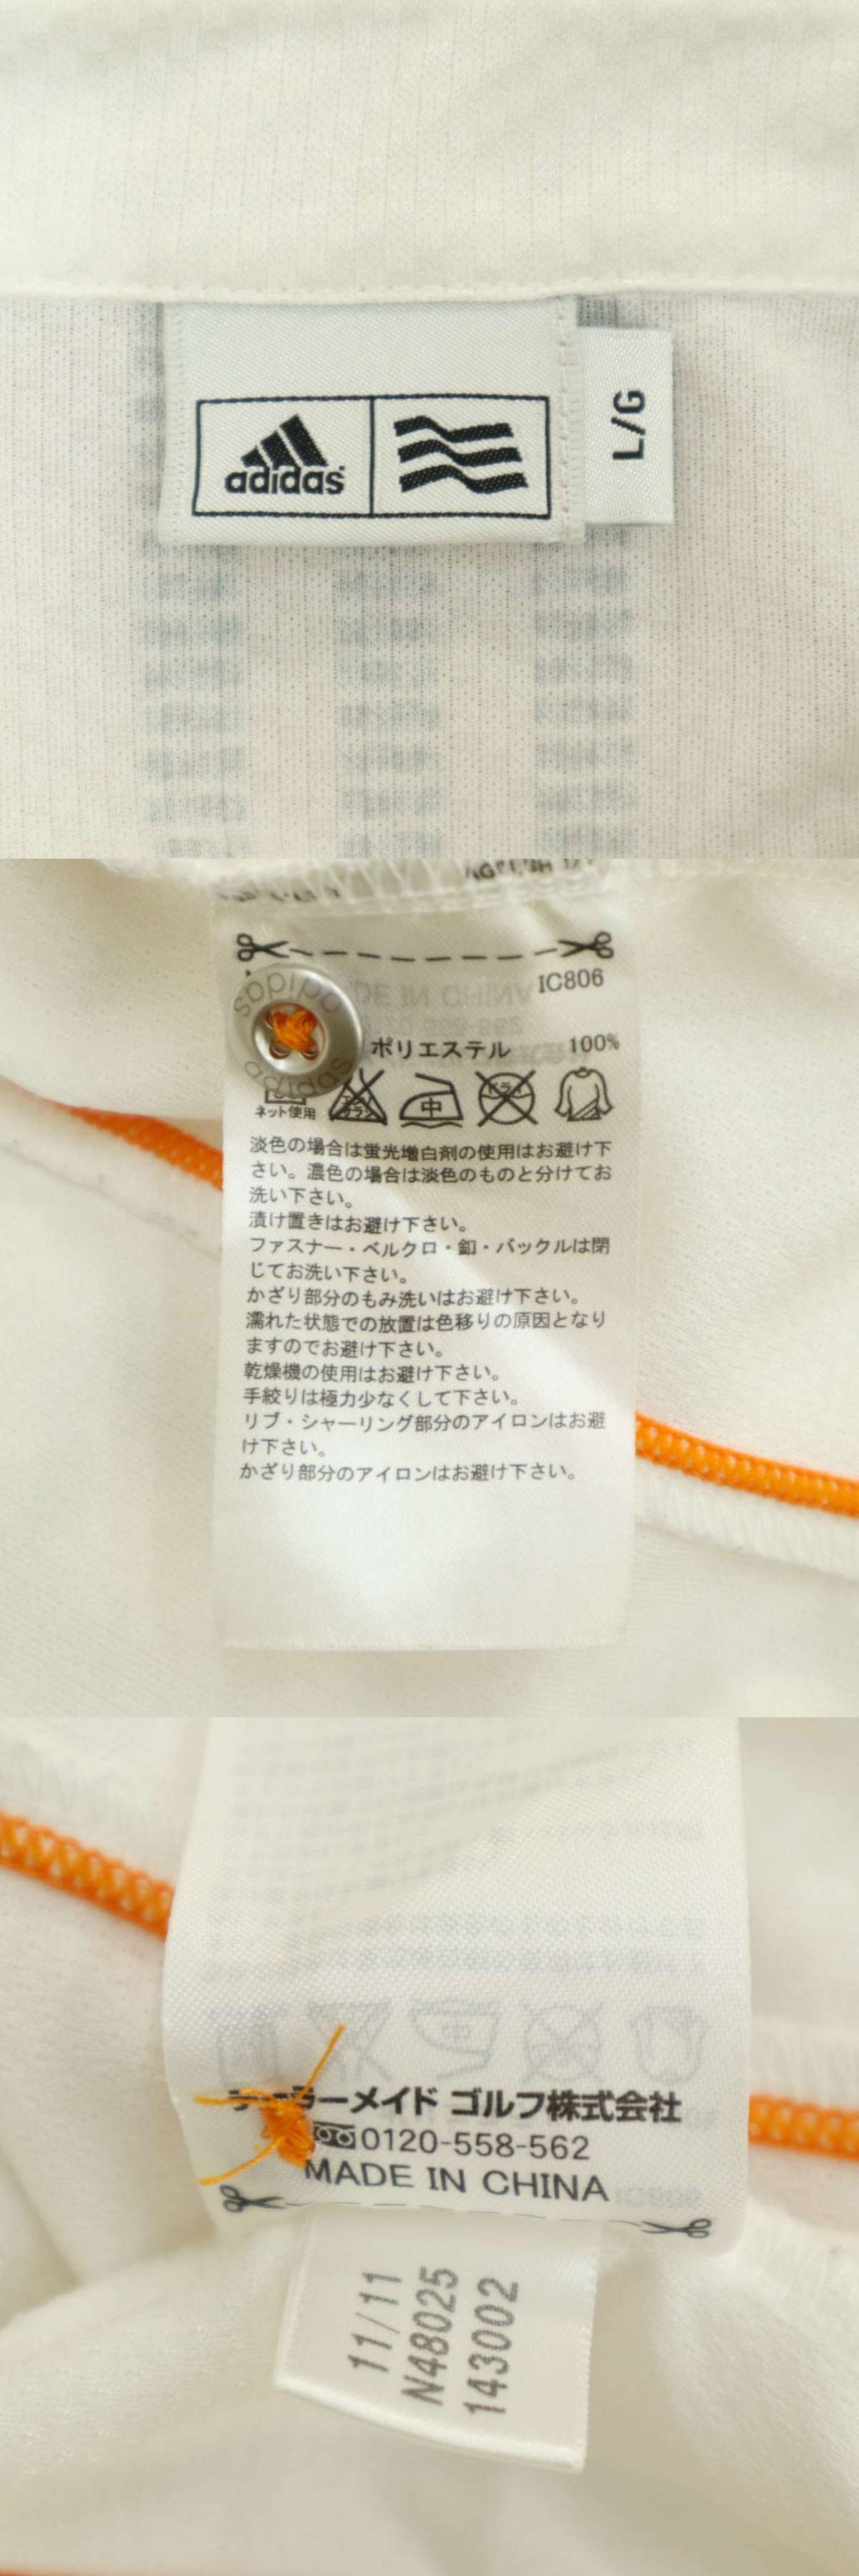 adidas
L/G
IC806
adidas
adidas
ポリエステル 100%
ネット使用
中
淡色の場合は蛍光増白剤の使用はお避け下
さい。濃色の場合は淡色のものと分けてお
洗い下さい。
漬け置きはお避け下さい。
ファスナー・ベルクロ・釦・バックルは閉
じてお洗い下さい。
かざり部分のもみ洗いはお避け下さい。
濡れた状態での放置は色移りの原因となり
ますのでお避け下さい。
乾燥機の使用はお避け下さい。
手絞りは極力少なくして下さい。
リブ・シャーリング部分のアイロンはお避
け下さい。
かざり部分のアイロンはお避け下さい。
ーメイド ゴルフ株式会社
0120-558-562
MADE IN CHINA
11/11
N48025
143002